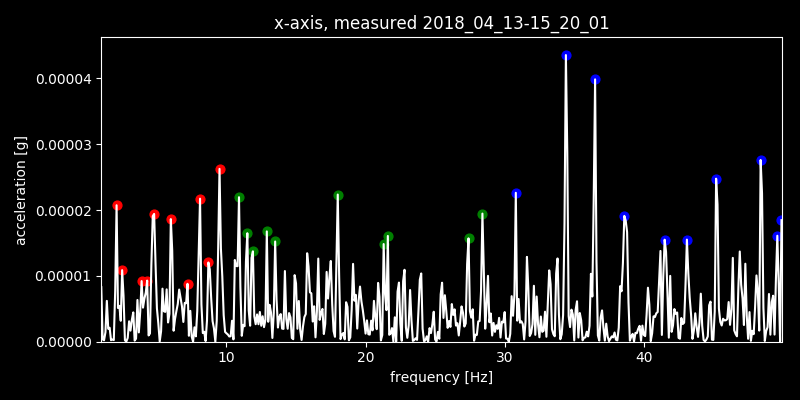 x-axis, measured 2018_04_13-15_20_01
0.00004
0.00003
0.00002
0.00001
0.00000
acceleration [g]
10 20 30 40
frequency [Hz]